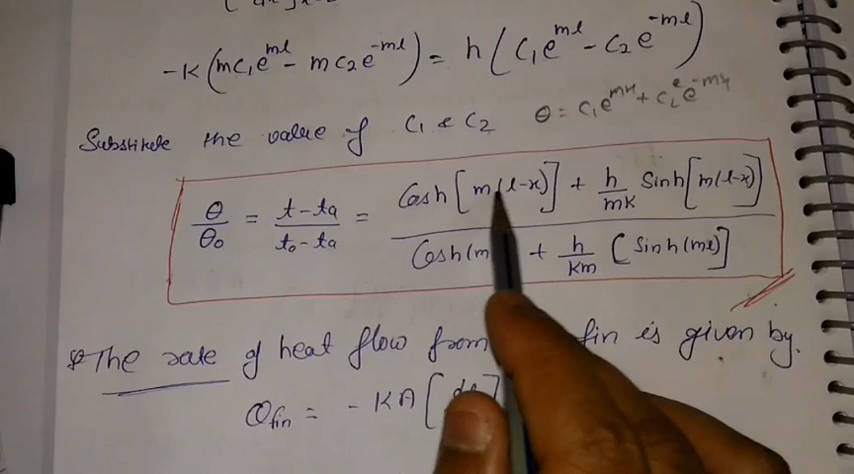 -K(mc₁e^ml - mc₂e^-ml) = h(c₁e^ml - c₂e^-ml)
Substitute the value of C₁ & C₂ θ = c₁e^mx + c₂e^-mx
θ/θ₀ = t-ta/t₀-ta = Cosh[m(l-x)] + h/mk Sinh[m(l-x)] / Cosh(m + h/km [Sinh(ml)]
*The rate of heat flow from fin is given by.
Qfin = -KA[